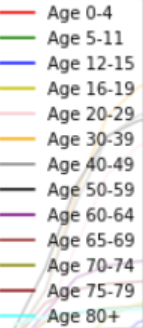 Age 0-4
Age 5-11
Age 12-15
Age 16-19
Age 20-29
Age 30-39
Age 40-49
Age 50-59
Age 60-64
Age 65-69
Age 70-74
Age 75-79
Age 80+